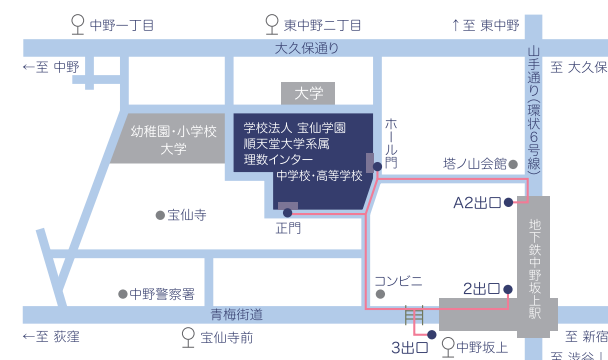 中野一丁目
東中野二丁目
↑至 東中野
大久保通り
←至 中野
至 大久保
大学
山手通り(環状6号線)
幼稚園・小学校
大学
学校法人 宝仙学園
順天堂大学系属
理数インター
中学校・高等学校
ホール門
塔ノ山会館
A2出口
宝仙寺
正門
地下鉄中野坂上駅
コンビニ
2出口
中野警察署
青梅街道
←至 荻窪
宝仙寺前
3出口
中野坂上
至 新宿
至 渋谷